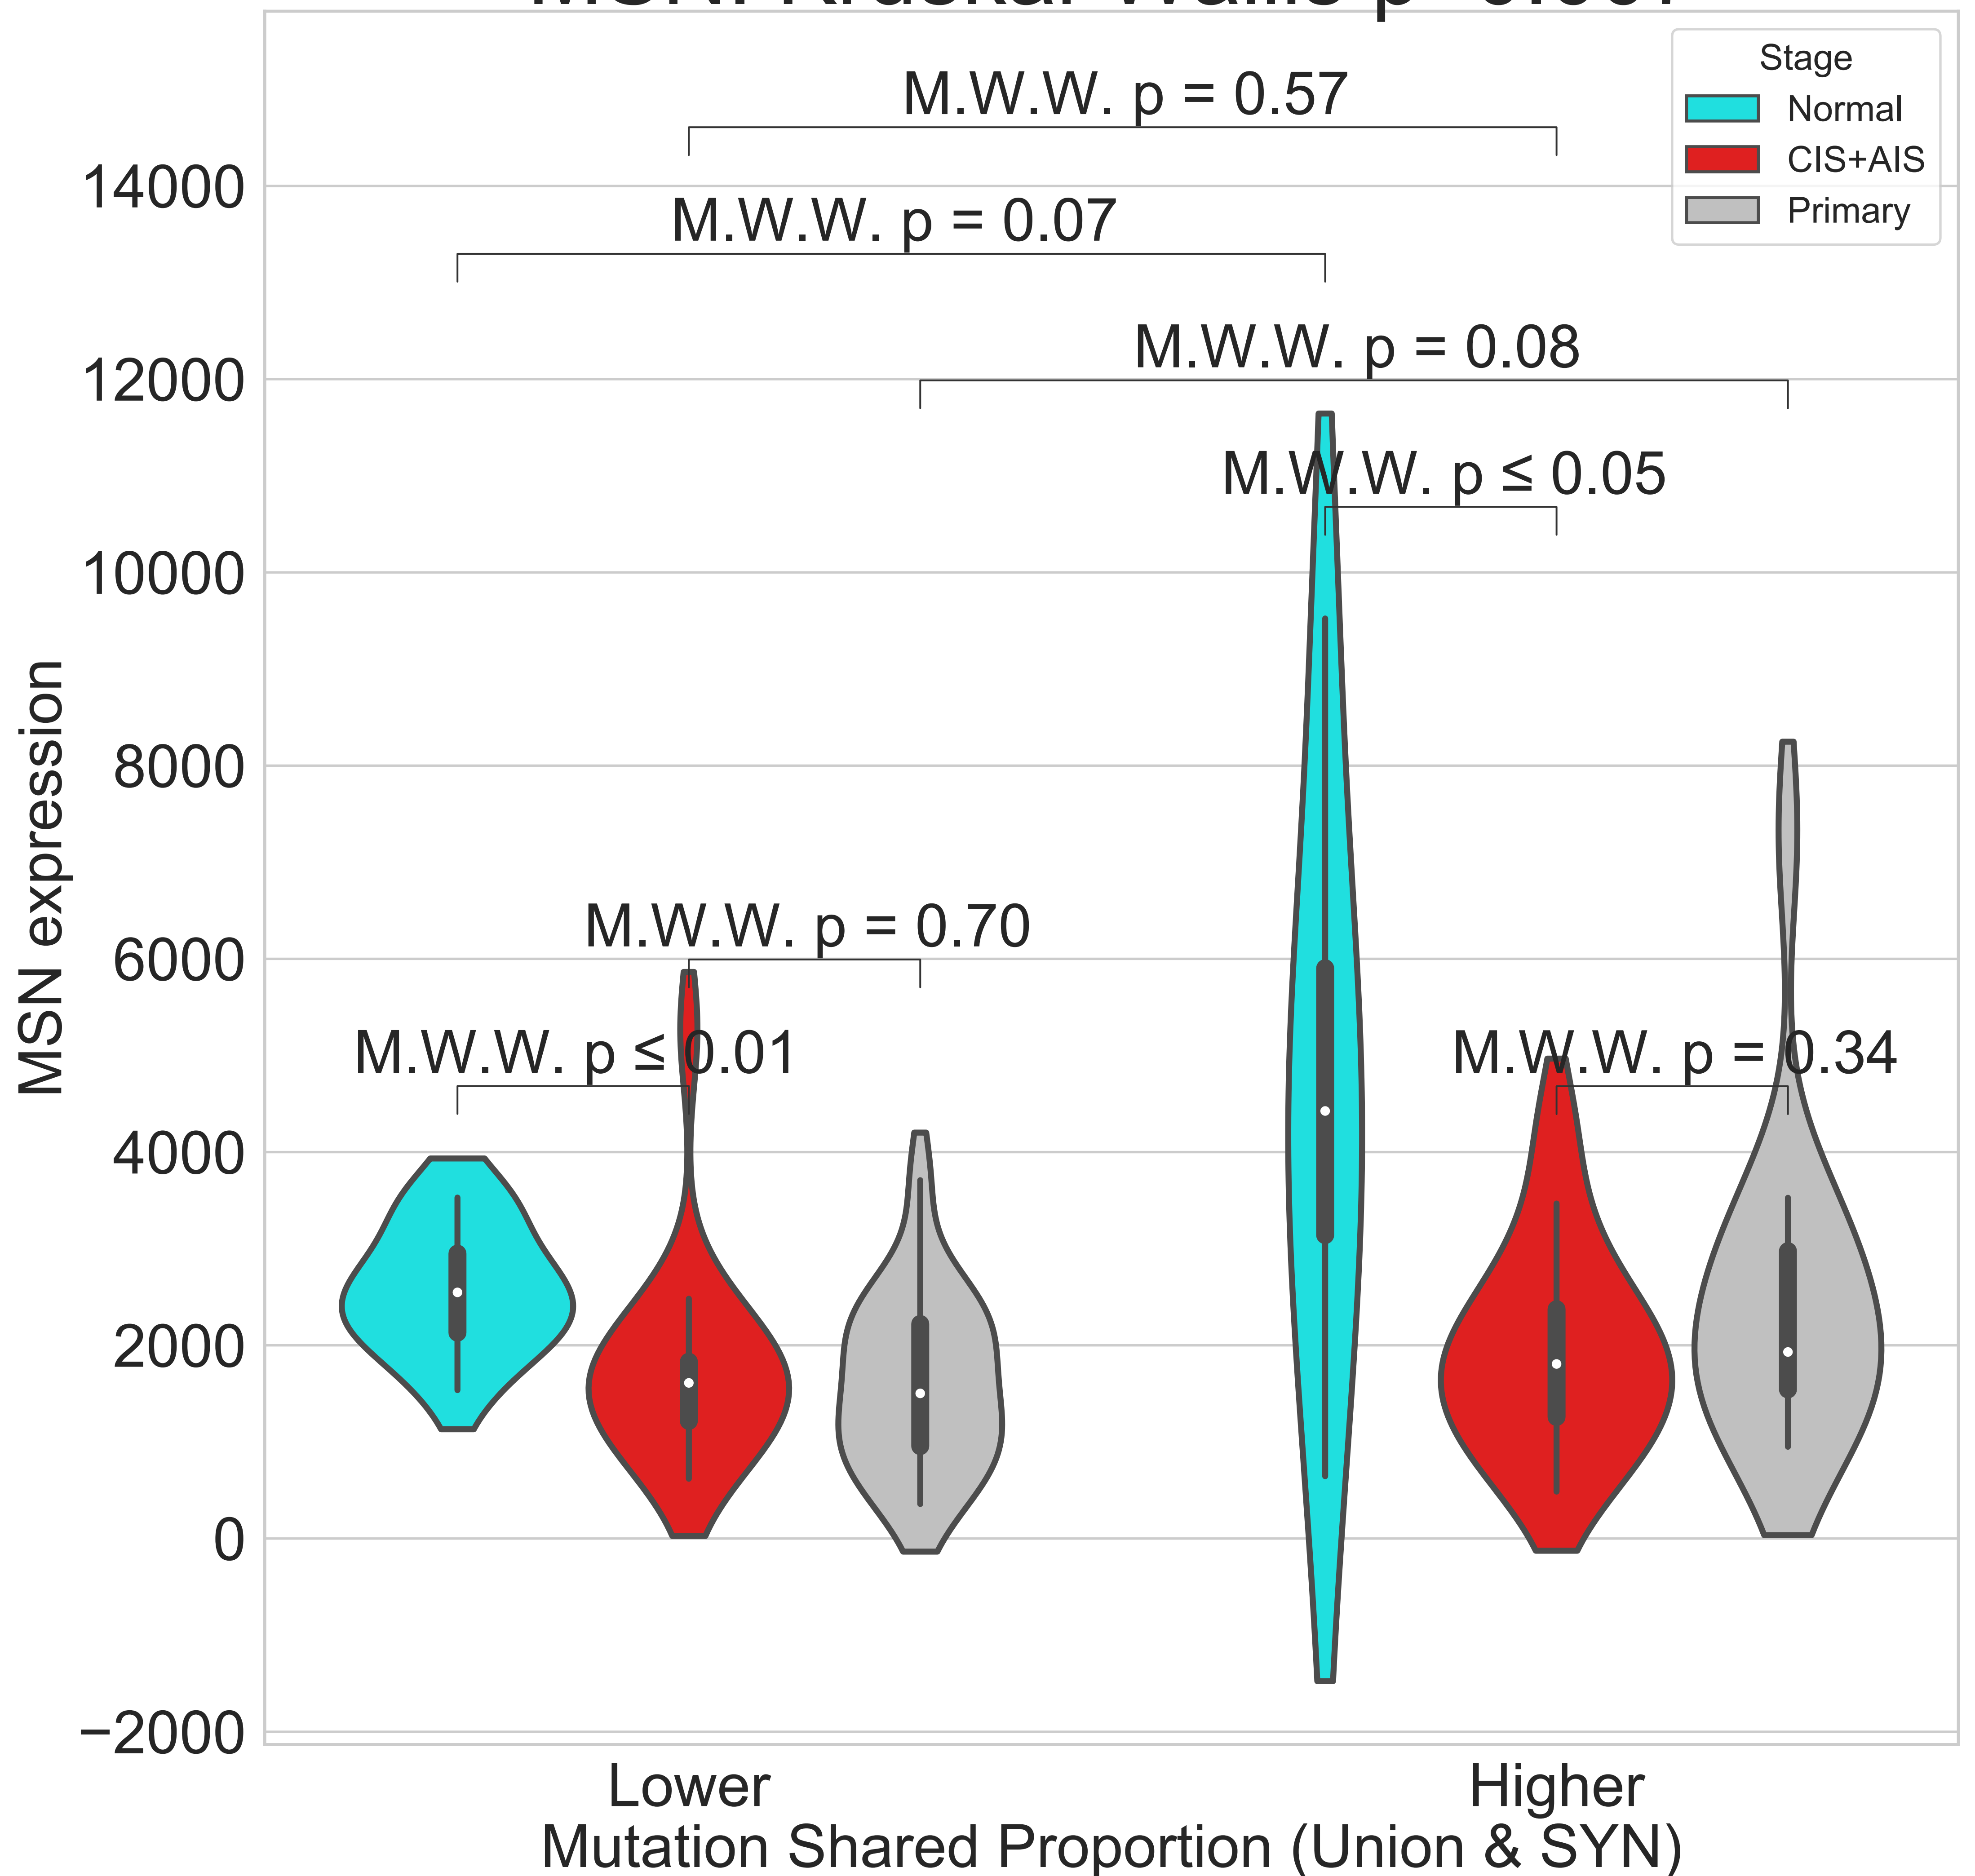 Stage
Normal
CIS+AIS
Primary
M.W.W. p = 0.57
M.W.W. p = 0.07
M.W.W. p = 0.08
M.W.W. p ≤ 0.05
M.W.W. p = 0.70
M.W.W. p ≤ 0.01
M.W.W. p = 0.34
14000
12000
10000
8000
6000
4000
2000
0
−2000
MSN expression
Lower
Higher
Mutation Shared Proportion (Union & SYN)